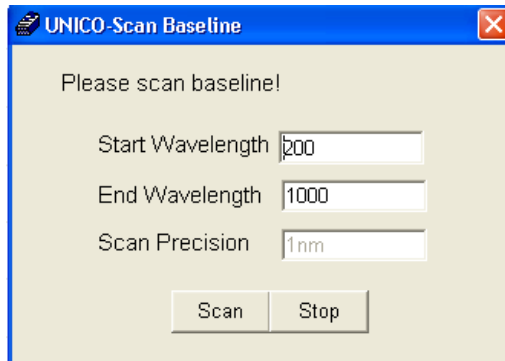 UNICO-Scan Baseline
Please scan baseline!
Start Wavelength 200
End Wavelength 1000
Scan Precision 1nm
Scan Stop